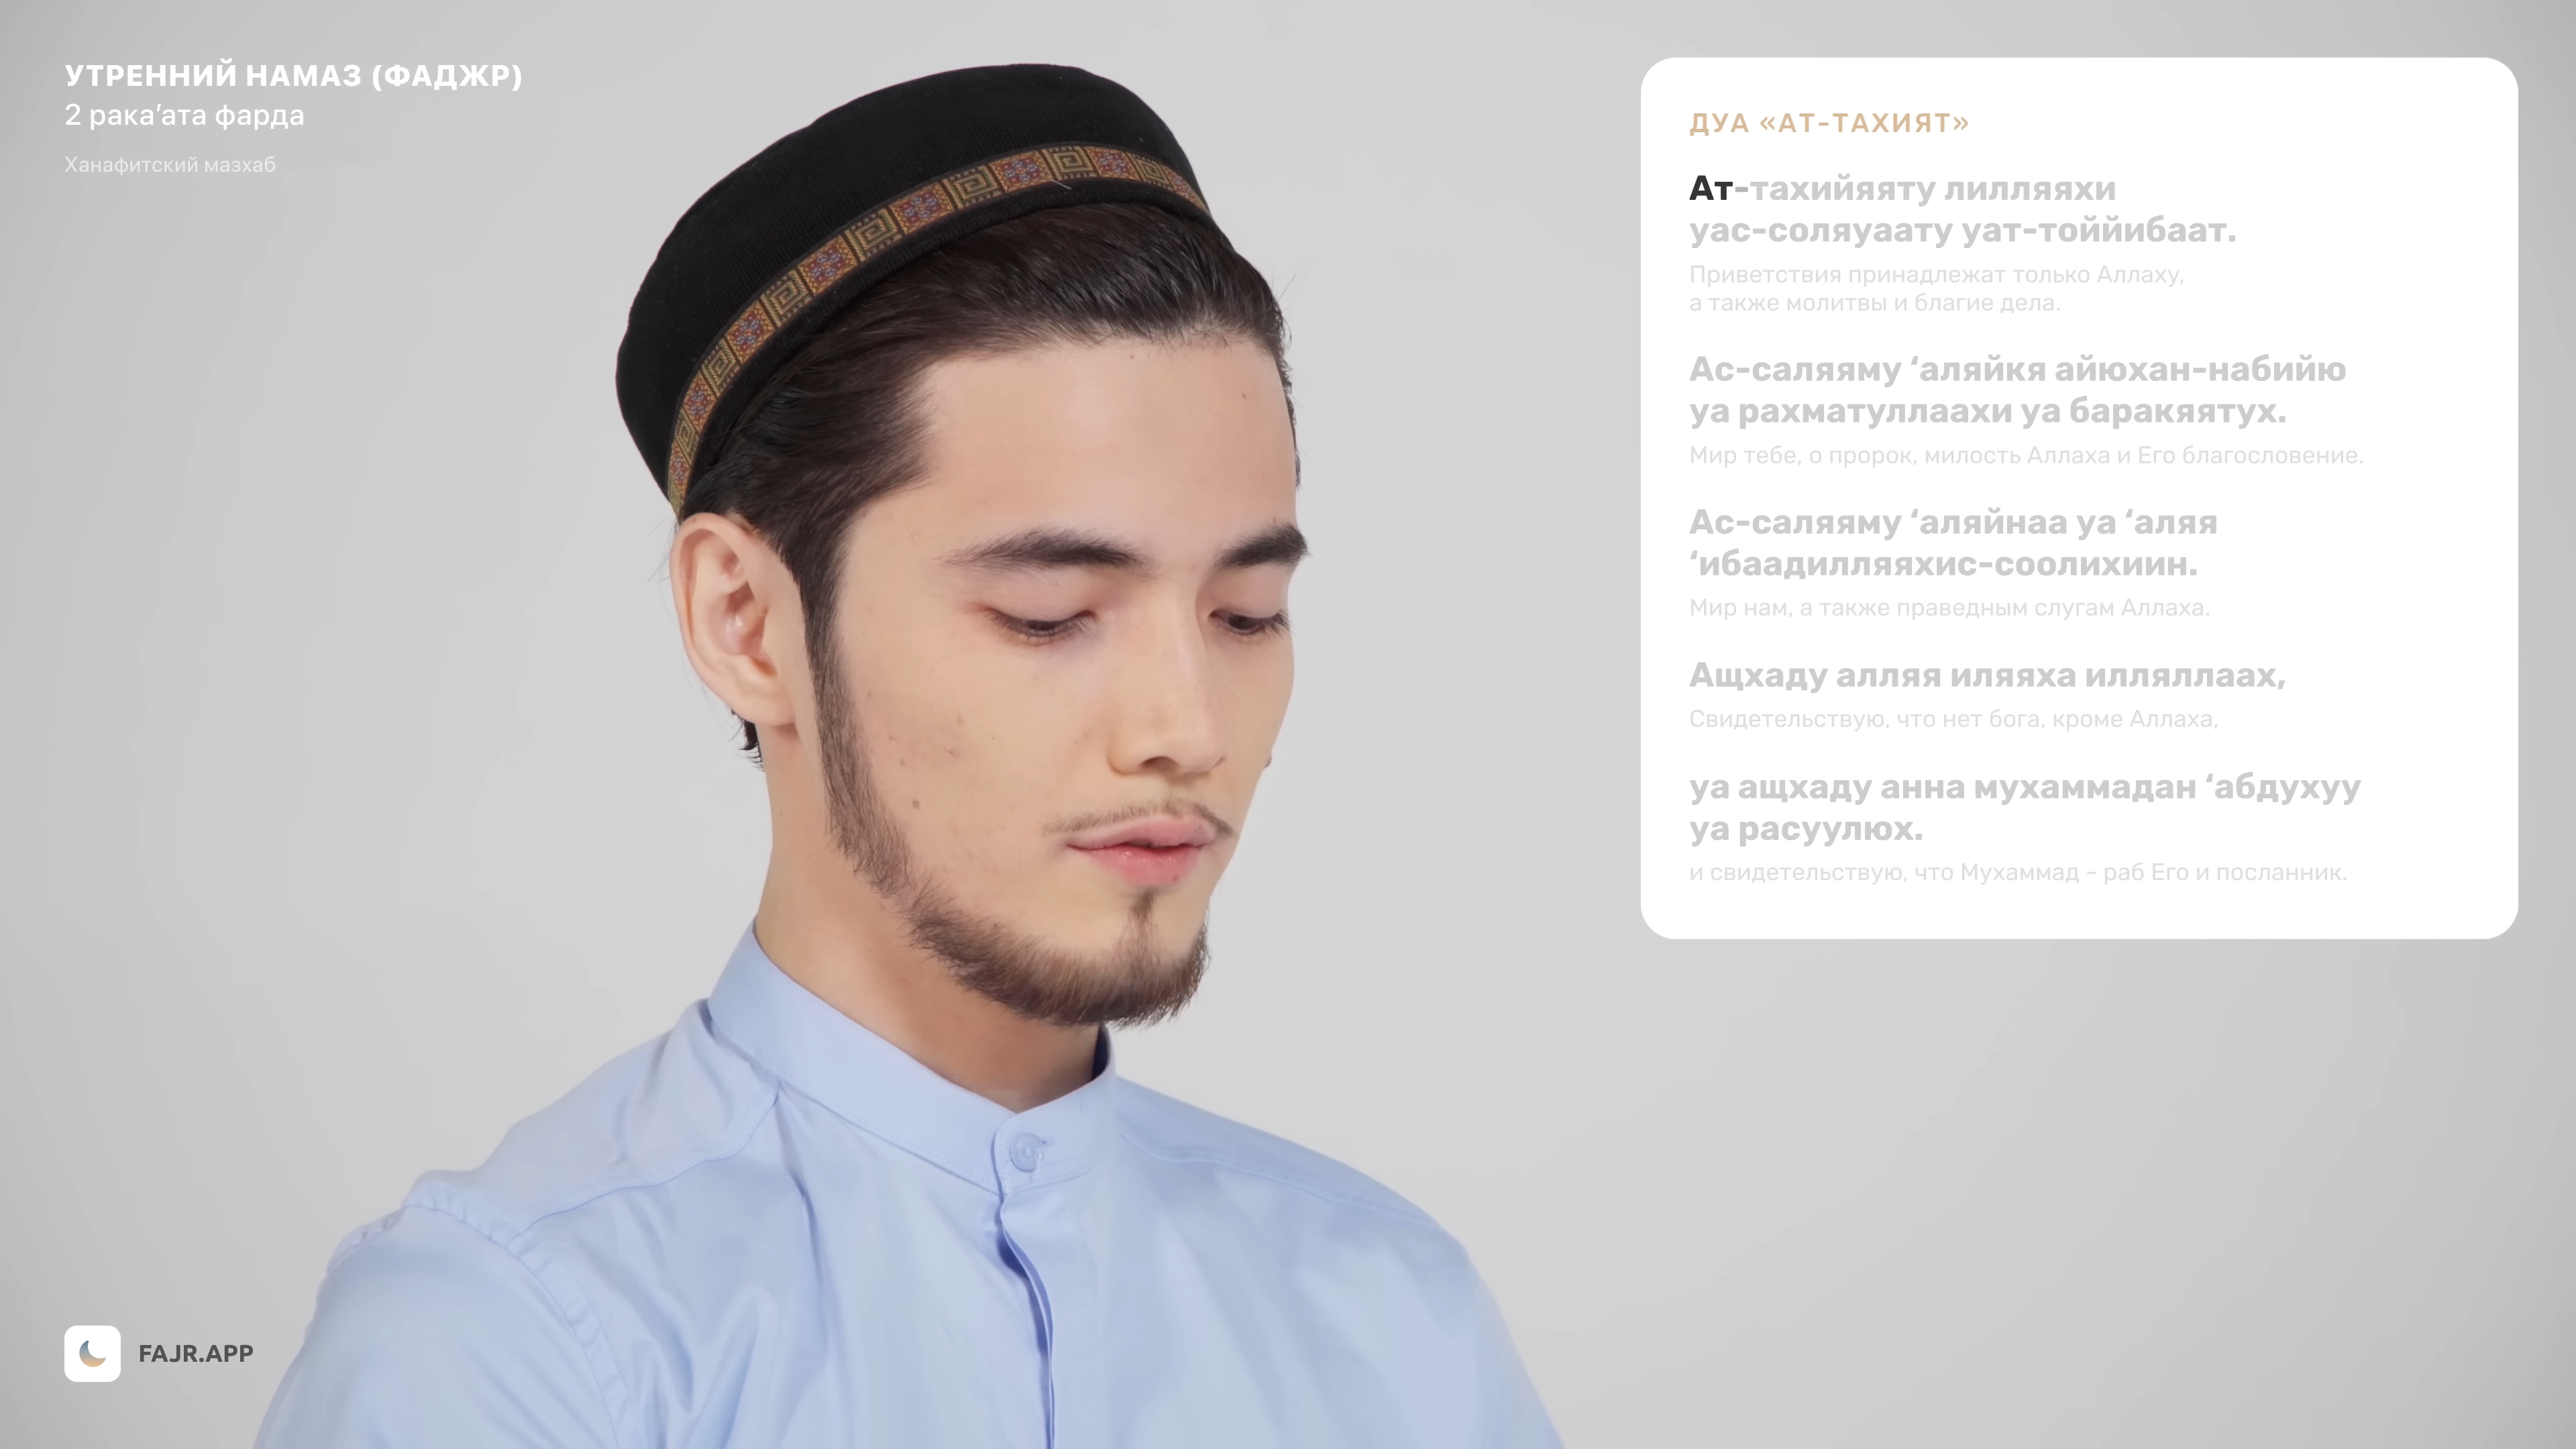 УТРЕННИЙ НАМАЗ (ФАДЖР)
2 рака’ата фарда
Ханафитский мазхаб
ДУА «АТ-ТАХИЯТ»
Ат-тахийяяту лилляяхи
уас-соляуаату уат-тоййибаат.
Приветствия принадлежат только Аллаху,
а также молитвы и благие дела.
Ас-саляяму ‘аляйкя айюхан-набийю
уа рахматуллаахи уа баракяятух.
Мир тебе, о пророк, милость Аллаха и Его благословение.
Ас-саляяму ‘аляйнаа уа ‘аляя
‘ибаадилляяхис-соолихиин.
Мир нам, а также праведным слугам Аллаха.
Ащхаду алляя иляяха илляллаах,
Свидетельствую, что нет бога, кроме Аллаха,
уа ащхаду анна мухаммадан ‘абдухуу
уа расуулюх.
и свидетельствую, что Мухаммад - раб Его и посланник.
FAJR.APP